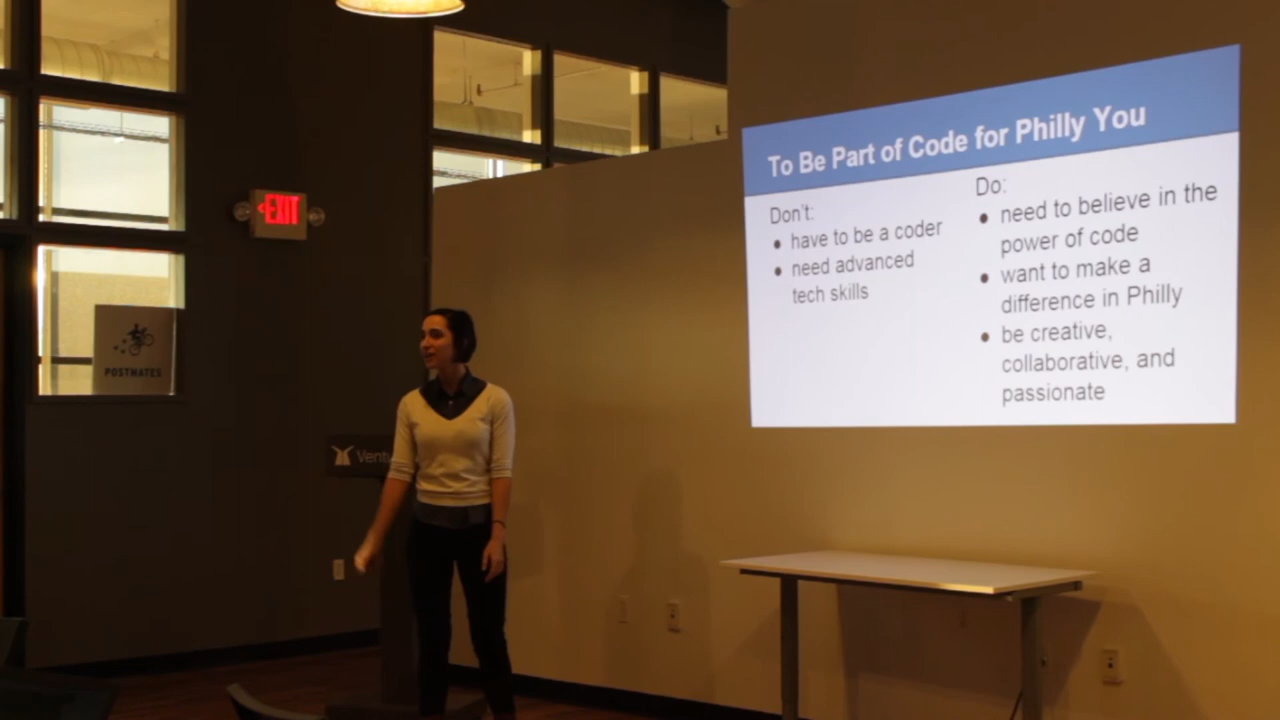 EXIT
POSTMATES
To Be Part of Code for Philly You
Don't:
• have to be a coder
• need advanced
tech skills
Do:
• need to believe in the
power of code
• want to make a
difference in Philly
• be creative,
collaborative, and
passionate